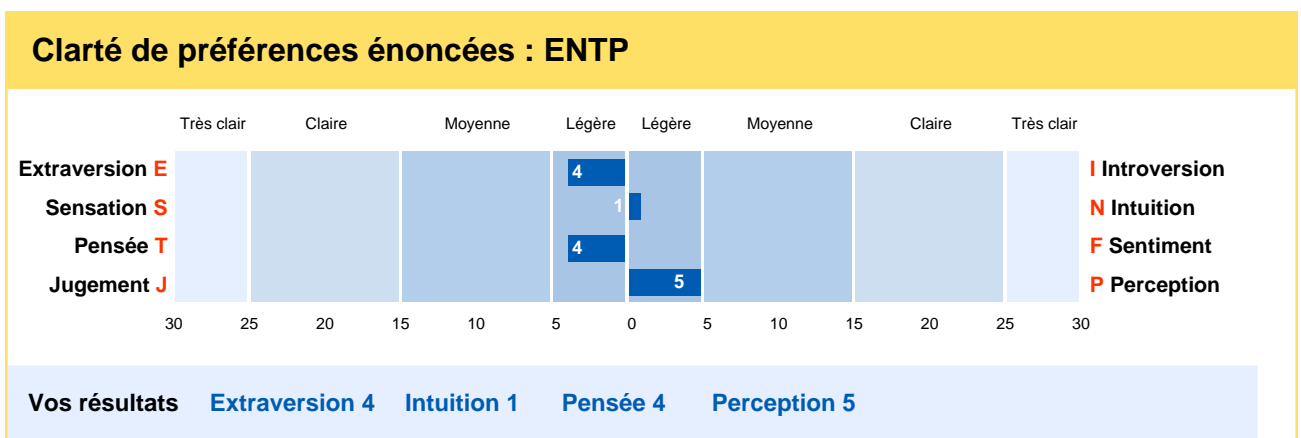 Clarté de préférences énoncées : ENTP
Très clair Claire Moyenne Légère Légère Moyenne Claire Très clair
Extraversion E 4 I Introversion
Sensation S 1 N Intuition
Pensée T 4 F Sentiment
Jugement J 5 P Perception
30 25 20 15 10 5 0 5 10 15 20 25 30
Vos résultats Extraversion 4 Intuition 1 Pensée 4 Perception 5